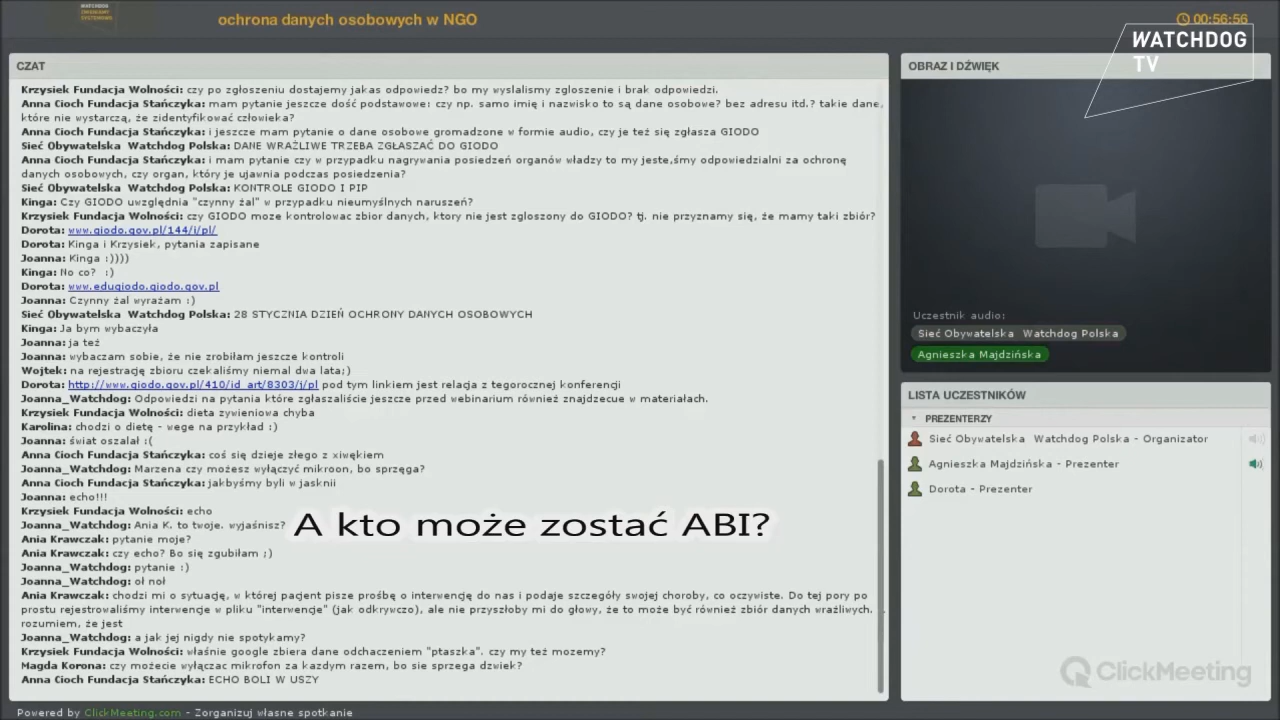 WATCHDOG
ochrona danych osobowych w NGO
00:56:56
WATCHDOG
TV
CZAT
Krzysiek Fundacja Wolności: czy po zgłoszeniu dostajemy jakas odpowiedz? bo my wyslalismy zgloszenie i brak odpowiedzi.
Anna Cioch Fundacja Stańczyka: mam pytanie jeszcze dość podstawowe: czy np. samo imię i nazwisko to są dane osobowe? bez adresu itd.? takie dane,
które nie wystarczą, że zidentyfikować człowieka?
Anna Cioch Fundacja Stańczyka: i jeszcze mam pytanie o dane osobowe gromadzone w formie audio, czy je też się zgłasza GIODO
Sieć Obywatelska Watchdog Polska: DANE WRAŻLIWE TRZEBA ZGŁASZAĆ DO GIODO
Anna Cioch Fundacja Stańczyka: i mam pytanie czy w przypadku nagrywania posiedzeń organów władzy to my jeste,śmy odpowiedzialni za ochronę
danych osobowych, czy organ, który je ujawnia podczas posiedzenia?
Sieć Obywatelska Watchdog Polska: KONTROLE GIODO I PIP
Kinga: Czy GIODO uwzględnia "czynny żal" w przypadku nieumyślnych naruszeń?
Krzysiek Fundacja Wolności: czy GIODO moze kontrolowac zbior danych, ktory nie jest zgloszony do GIODO? tj. nie przyznamy się, że mamy taki zbiór?
Dorota: www.giodo.gov.pl/144/i/pl/
Dorota: Kinga i Krzysiek, pytania zapisane
Joanna: Kinga :))))
Kinga: No co? :)
Dorota: www.edugiodo.giodo.gov.pl
Joanna: Czynny żal wyrażam :)
Sieć Obywatelska Watchdog Polska: 28 STYCZNIA DZIEŃ OCHRONY DANYCH OSOBOWYCH
Kinga: Ja bym wybaczyła
Joanna: ja też
Joanna: wybaczam sobie, że nie zrobiłam jeszcze kontroli
Wojtek: na rejestrację zbioru czekaliśmy niemal dwa lata;)
Dorota: http://www.giodo.gov.pl/410/id_art/8303/j/pl pod tym linkiem jest relacja z tegorocznej konferencji
Joanna_Watchdog: Odpowiedzi na pytania które zgłaszaliście jeszcze przed webinarium również znajdzecue w materiałach.
Krzysiek Fundacja Wolności: dieta zywieniowa chyba
Karolina: chodzi o dietę - wege na przykład :)
Joanna: świat oszalał :(
Anna Cioch Fundacja Stańczyka: coś się dzieje złego z xiwękiem
Joanna_Watchdog: Marzena czy możesz wyłączyć mikroon, bo sprzęga?
Anna Cioch Fundacja Stańczyka: jakbyśmy byli w jasknii
Joanna: echo!!!
Krzysiek Fundacja Wolności: echo
Joanna_Watchdog: Ania K. to twoje. wyjaśnisz?
A kto może zostać ABI?
Ania Krawczak: pytanie moje?
Ania Krawczak: czy echo? Bo się zgubiłam ;)
Joanna_Watchdog: pytanie :)
Joanna_Watchdog: oł noł
Ania Krawczak: chodzi mi o sytuację, w której pacjent pisze prośbę o interwencję do nas i podaje szczegóły swojej choroby, co oczywiste. Do tej pory po
prostu rejestrowaliśmy interwencje w pliku "interwencje" (jak odkrywczo), ale nie przyszłoby mi do głowy, że to może być również zbiór danych wrażliwych.
rozumiem, że jest
Joanna_Watchdog: a jak jej nigdy nie spotykamy?
Krzysiek Fundacja Wolności: właśnie google zbiera dane odchaczeniem "ptaszka". czy my też mozemy?
Magda Korona: czy możecie wyłączac mikrofon za kazdym razem, bo sie sprzega dzwiek?
Anna Cioch Fundacja Stańczyka: ECHO BOLI W USZY
OBRAZ I DŹWIĘK
Uczestnik audio:
Sieć Obywatelska Watchdog Polska
Agnieszka Majdzińska
LISTA UCZESTNIKÓW
PREZENTERZY
Sieć Obywatelska Watchdog Polska - Organizator
Agnieszka Majdzińska - Prezenter
Dorota - Prezenter
ClickMeeting
Powered by ClickMeeting.com - Zorganizuj własne spotkanie